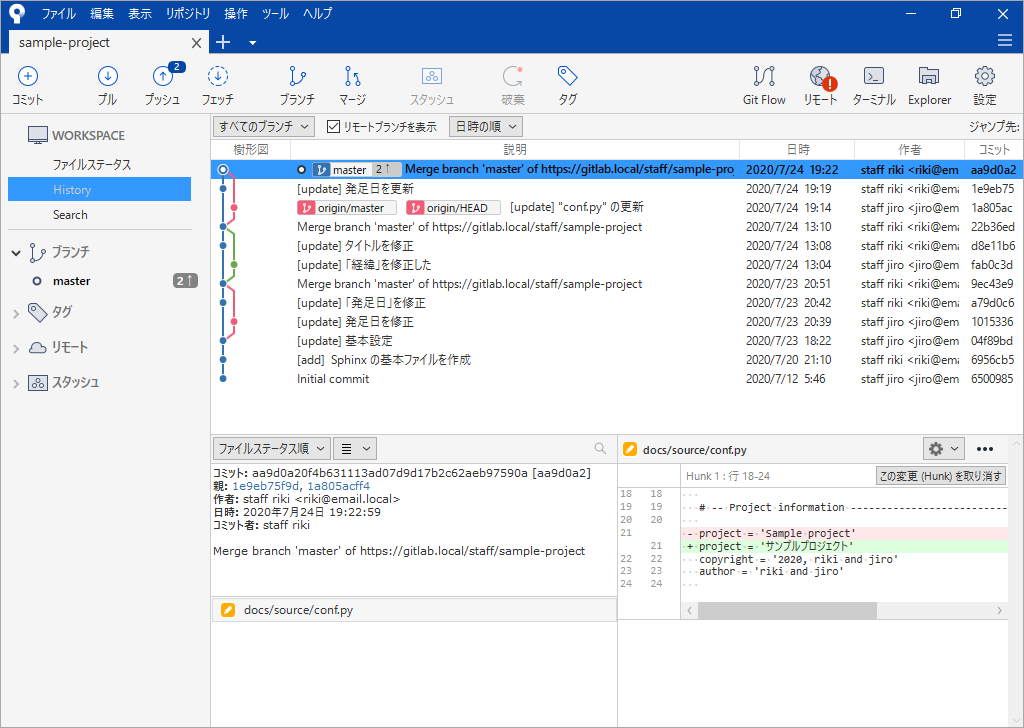 ファイル 編集 表示 リポジトリ 操作 ツール ヘルプ
sample-project
コミット プル 2 プッシュ フェッチ ブランチ マージ スタッシュ 破棄 タグ Git Flow リモート ターミナル Explorer 設定
WORKSPACE
ファイルステータス
History
Search
ブランチ
master 2↑
タグ
リモート
スタッシュ
すべてのブランチ リモートブランチを表示 日時の順 ジャンプ先:
樹形図 説明 日時 作者 コミット
master 2↑ Merge branch 'master' of https://gitlab.local/staff/sample-pro 2020/7/24 19:22 staff riki <riki@em aa9d0a2
[update] 発足日を更新 2020/7/24 19:19 staff riki <riki@ema 1e9eb75
origin/master origin/HEAD [update] "conf.py" の更新 2020/7/24 19:14 staff jiro <jiro@em 1a805ac
Merge branch 'master' of https://gitlab.local/staff/sample-project 2020/7/24 13:10 staff riki <riki@ema 22b36ed
[update] タイトルを修正 2020/7/24 13:08 staff jiro <jiro@em d8e11b6
[update] 「経緯」を修正した 2020/7/24 13:04 staff riki <riki@ema fab0c3d
Merge branch 'master' of https://gitlab.local/staff/sample-project 2020/7/23 20:51 staff jiro <jiro@em 9ec43e9
[update] 「発足日」を修正 2020/7/23 20:42 staff riki <riki@ema a79d0c6
[update] 発足日を修正 2020/7/23 20:39 staff jiro <jiro@em 1015336
[update] 基本設定 2020/7/23 18:22 staff jiro <jiro@em 04f89bd
[add] Sphinx の基本ファイルを作成 2020/7/20 21:10 staff riki <riki@ema 6956cb5
Initial commit 2020/7/12 5:46 staff jiro <jiro@em 6500985
ファイルステータス順
コミット: aa9d0a20f4b631113ad07d9d17b2c62aeb97590a [aa9d0a2]
親: 1e9eb75f9d, 1a805acff4
作者: staff riki <riki@email.local>
日時: 2020年7月24日 19:22:59
コミット者: staff riki
Merge branch 'master' of https://gitlab.local/staff/sample-project
docs/source/conf.py
docs/source/conf.py
Hunk 1 : 行 18-24 この変更 (Hunk) を取り消す
18 18
19 19 # -- Project information --------------------------
20 20
21 - project = 'Sample project'
21 + project = 'サンプルプロジェクト'
22 22 copyright = '2020, riki and jiro'
23 23 author = 'riki and jiro'
24 24